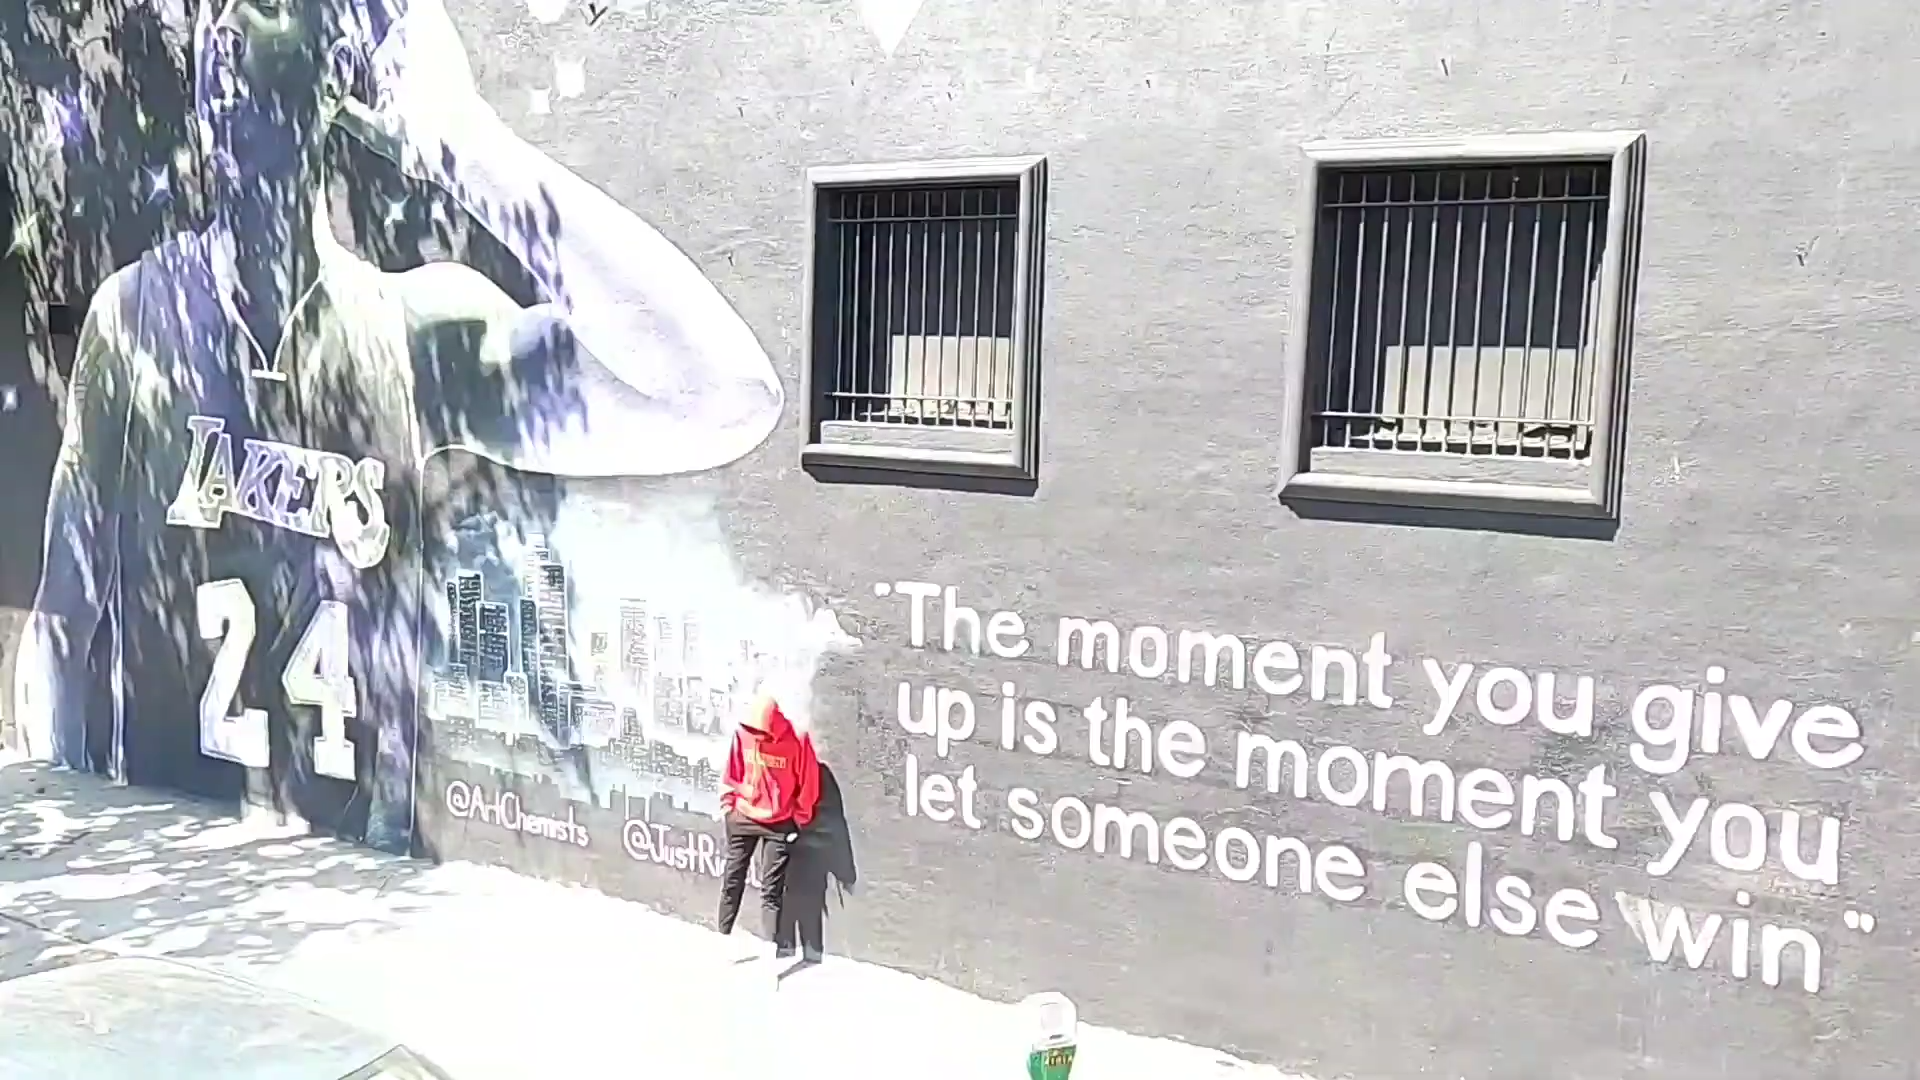 LAKERS
24
@ArtChemists
"The moment you give
up is the moment you
let someone else win"